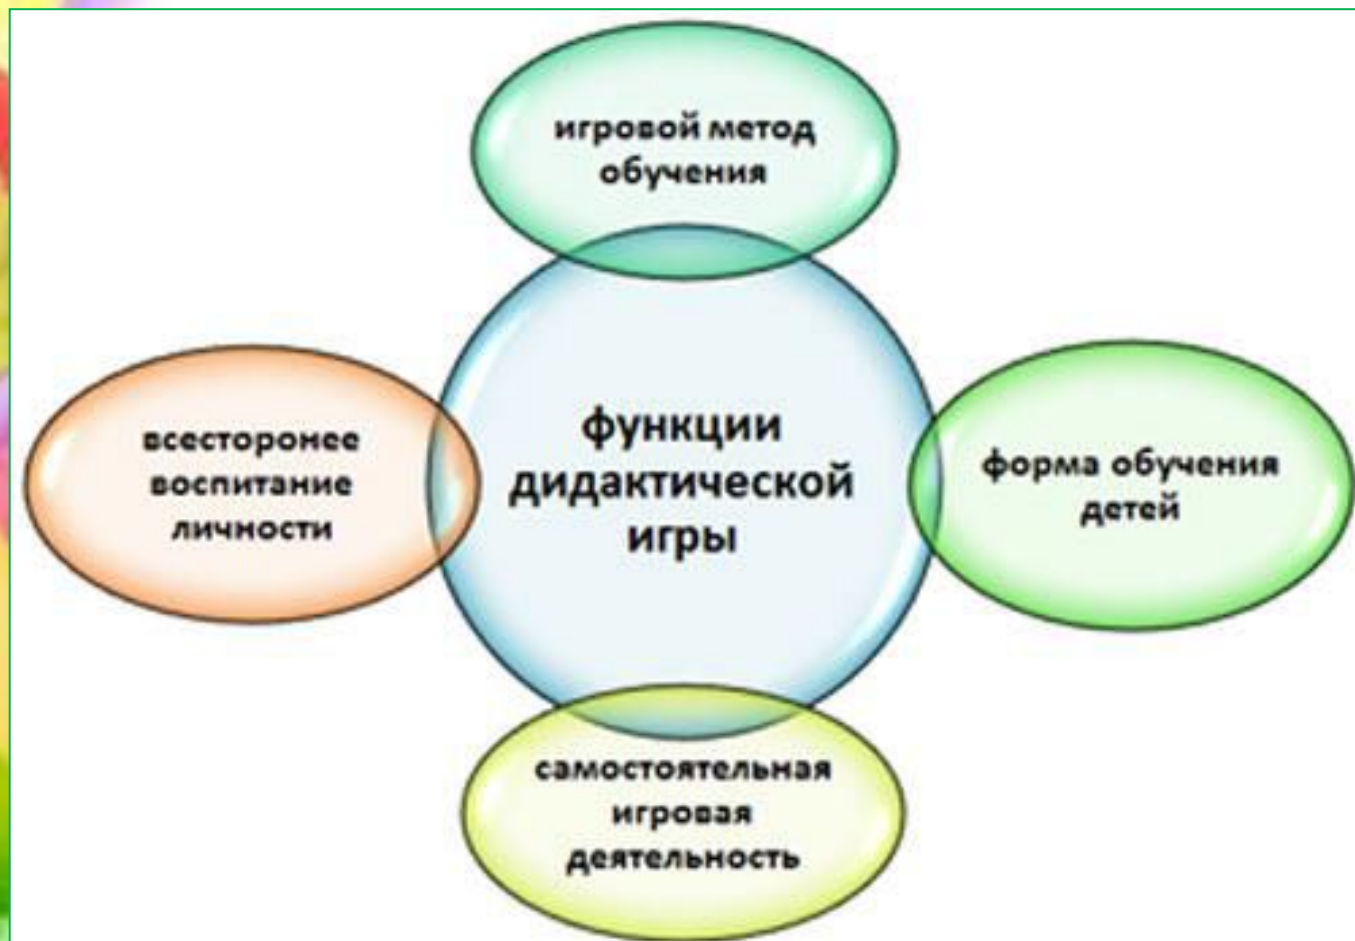 игровой метод
обучения
всесторонее
воспитание
личности
функции
дидактической
игры
форма обучения
детей
самостоятельная
игровая
деятельность